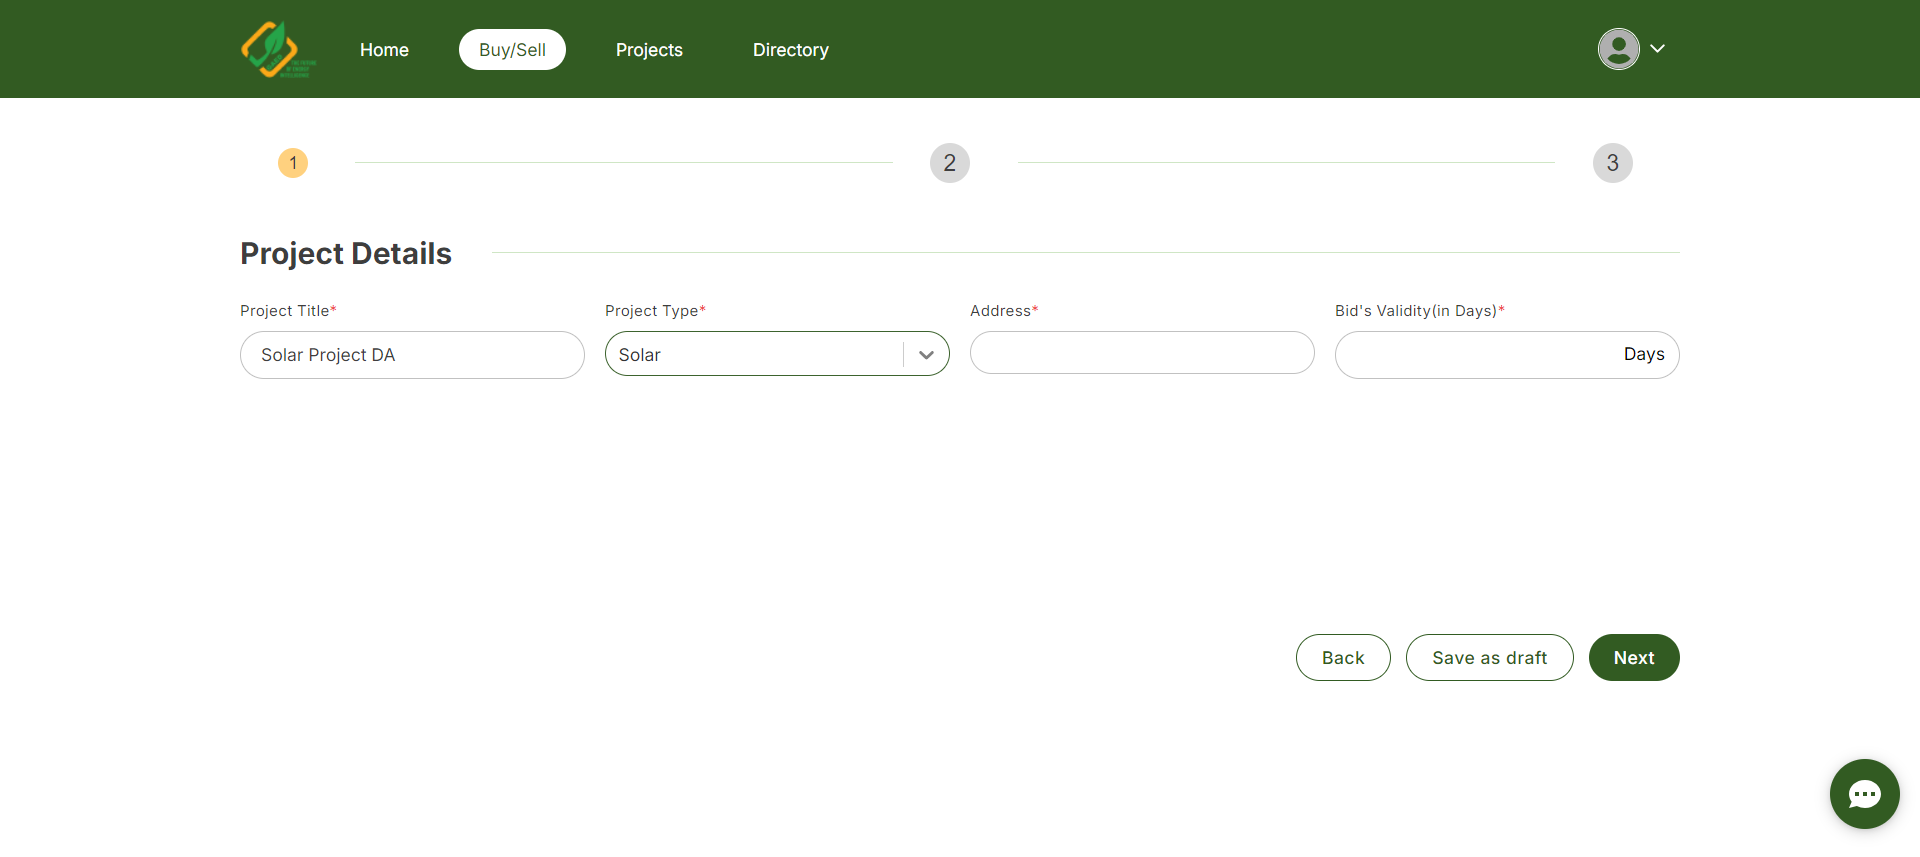 Home
Buy/Sell
Projects
Directory
1
2
3
Project Details
Project Title*
Project Type*
Address*
Bid's Validity(in Days)*
Solar Project DA
Solar
Days
Back
Save as draft
Next